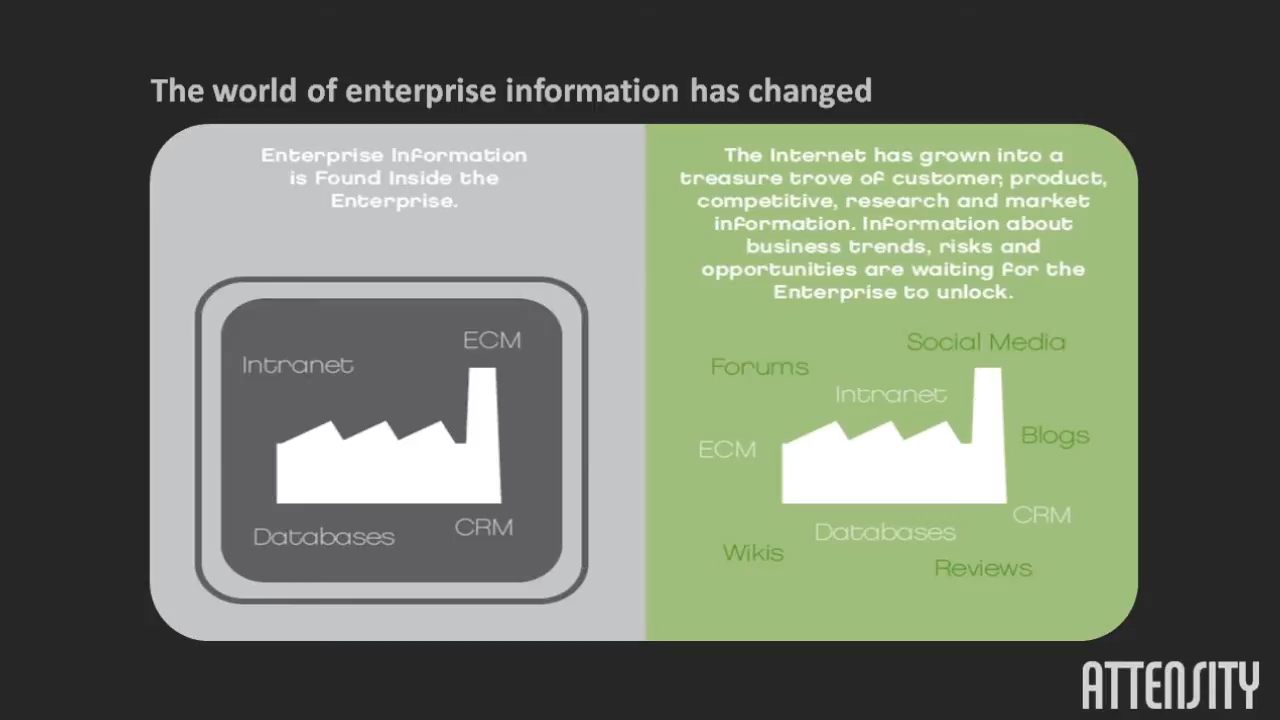 The world of enterprise information has changed
Enterprise Information
is Found Inside the
Enterprise.
ECM
Intranet
CRM
Databases
The Internet has grown into a
treasure trove of customer, product,
competitive, research and market
information. Information about
business trends, risks and
opportunities are waiting for the
Enterprise to unlock.
Social Media
Forums
Intranet
Blogs
ECM
CRM
Databases
Wikis
Reviews
ATTENSITY